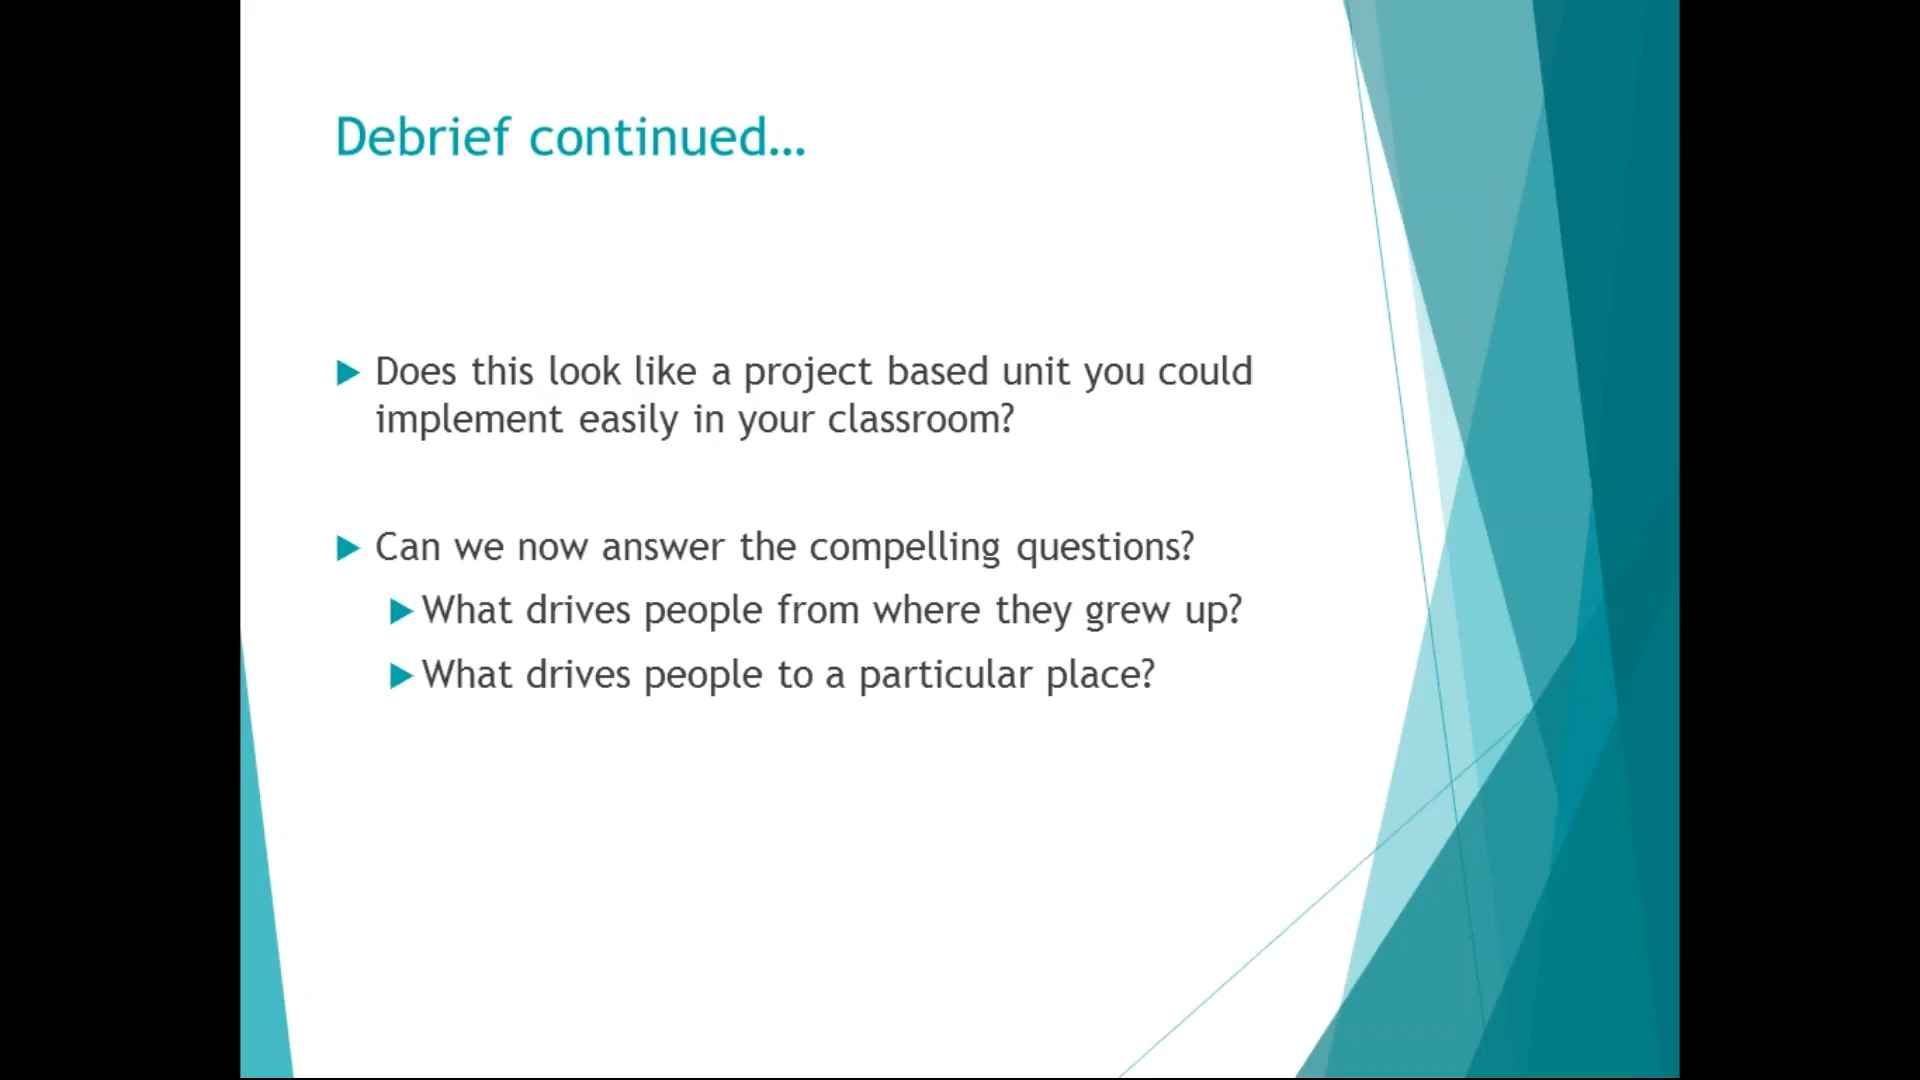 Debrief continued…
Does this look like a project based unit you could
implement easily in your classroom?
Can we now answer the compelling questions?
What drives people from where they grew up?
What drives people to a particular place?